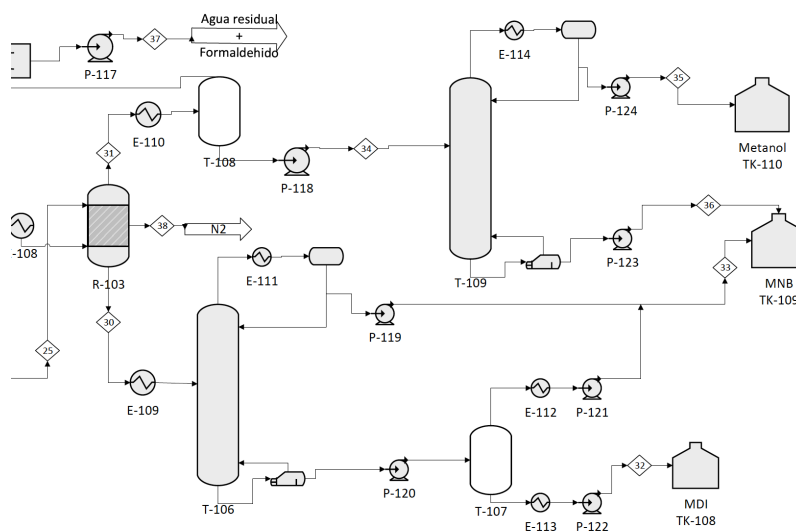 Agua residual
+
Formaldehido
37
P-117
E-114
35
P-124
Metanol
TK-110
E-110
31
T-108
34
P-118
36
38
N2
P-123
-108
R-103
E-111
T-109
33
MNB
TK-109
30
P-119
25
E-109
E-112
P-121
32
P-120
T-106
T-107
E-113
P-122
MDI
TK-108